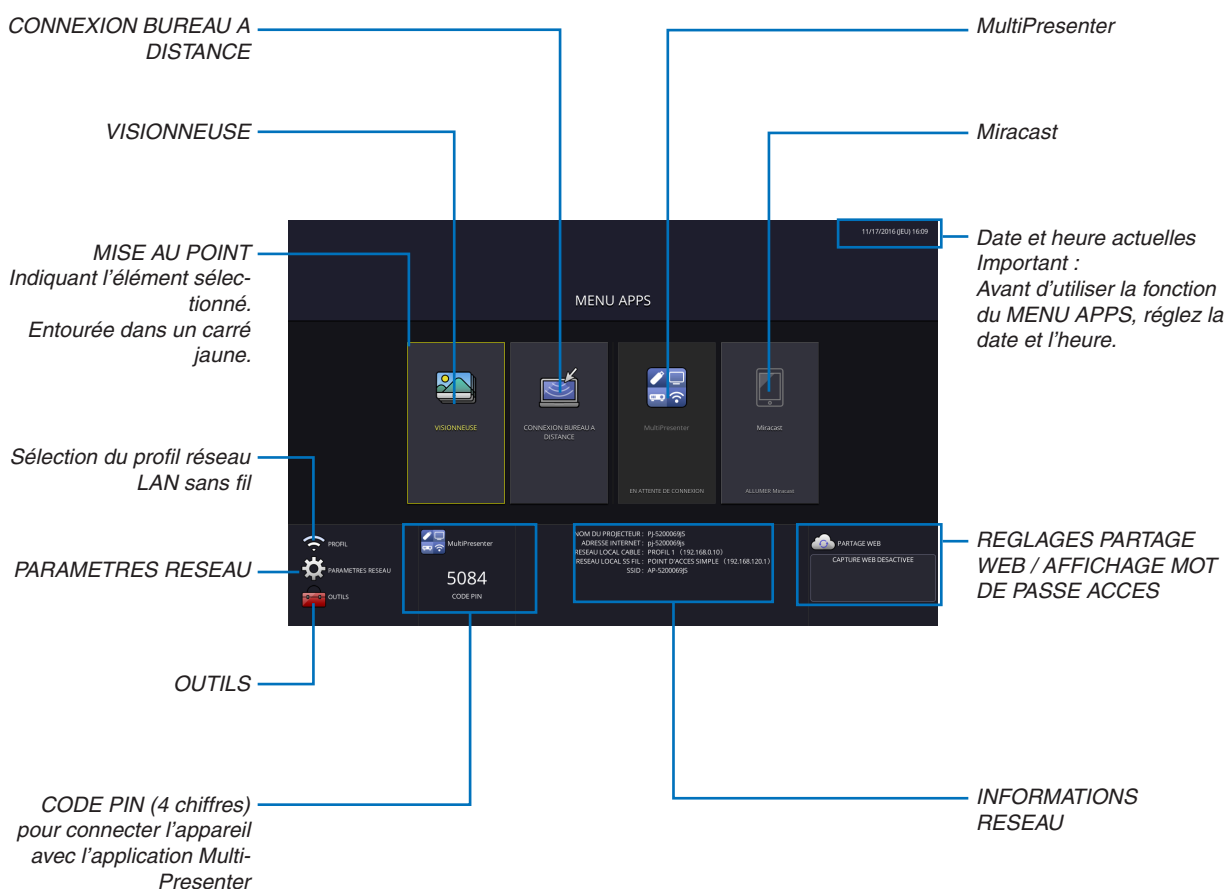 CONNEXION BUREAU A
DISTANCE
VISIONNEUSE
MISE AU POINT
Indiquant l'élément sélec-
tionné.
Entourée dans un carré
jaune.
Sélection du profil réseau
LAN sans fil
PARAMETRES RESEAU
OUTILS
CODE PIN (4 chiffres)
pour connecter l'appareil
avec l'application Multi-
Presenter
MultiPresenter
Miracast
Date et heure actuelles
Important :
Avant d'utiliser la fonction
du MENU APPS, réglez la
date et l'heure.
REGLAGES PARTAGE
WEB / AFFICHAGE MOT
DE PASSE ACCES
INFORMATIONS
RESEAU
11/17/2016 (JEU) 16:09
MENU APPS
VISIONNEUSE
CONNEXION BUREAU A
DISTANCE
MultiPresenter
EN ATTENTE DE CONNEXION
Miracast
ALLUMER Miracast
PROFIL
PARAMETRES RESEAU
OUTILS
MultiPresenter
5084
CODE PIN
NOM DU PROJECTEUR : PJ-5200069JS
ADRESSE INTERNET : pj-5200069js
RESEAU LOCAL CABLE : PROFIL 1 (192.168.0.10)
RESEAU LOCAL SS FIL : POINT D'ACCES SIMPLE (192.168.120.1)
SSID : AP-5200069JS
PARTAGE WEB
CAPTURE WEB DESACTIVEE